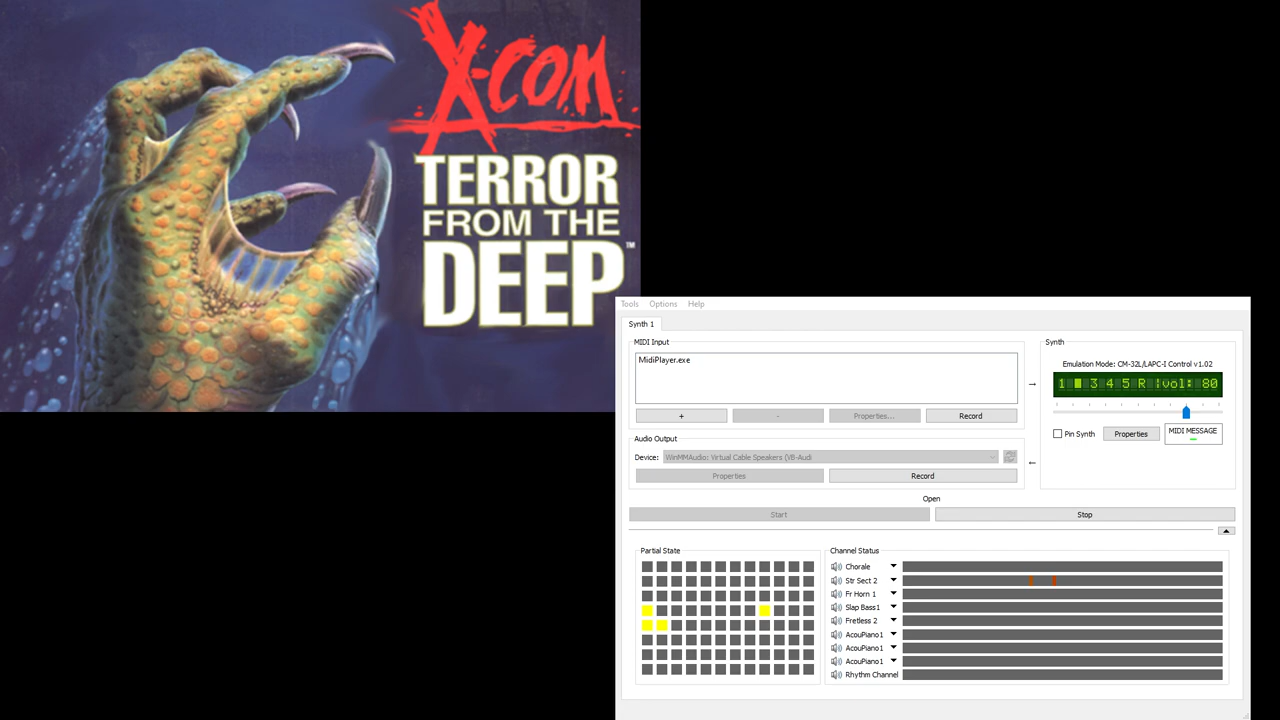 X-COM
TERROR
FROM THE
DEEP™
Tools Options Help
Synth 1
MIDI Input
MidiPlayer.exe
+ - Properties... Record
Audio Output
Device: WinMMAudio: Virtual Cable Speakers (VB-Audi
Properties Record
Synth
Emulation Mode: CM-32L/LAPC-I Control v1.02
1 3 4 5 R |vol: 80
Pin Synth Properties MIDI MESSAGE
Open
Start Stop
Partial State
Channel Status
Chorale
Str Sect 2
Fr Horn 1
Slap Bass1
Fretless 2
AcouPiano1
AcouPiano1
AcouPiano1
Rhythm Channel